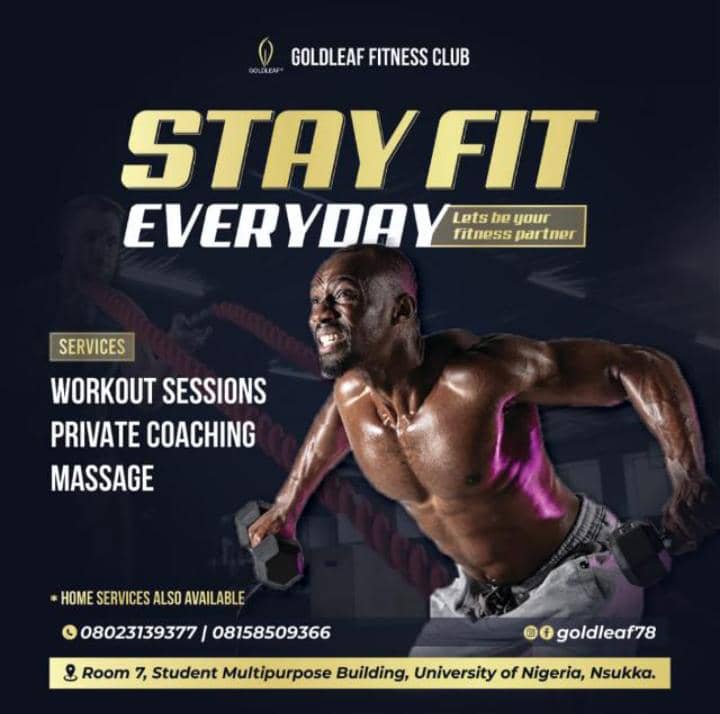 GOLDLEAF
GOLDLEAF FITNESS CLUB
STAY FIT
EVERYDAY
Lets be your
fitness partner
SERVICES
WORKOUT SESSIONS
PRIVATE COACHING
MASSAGE
* HOME SERVICES ALSO AVAILABLE
08023139377 | 08158509366
goldleaf78
Room 7, Student Multipurpose Building, University of Nigeria, Nsukka.